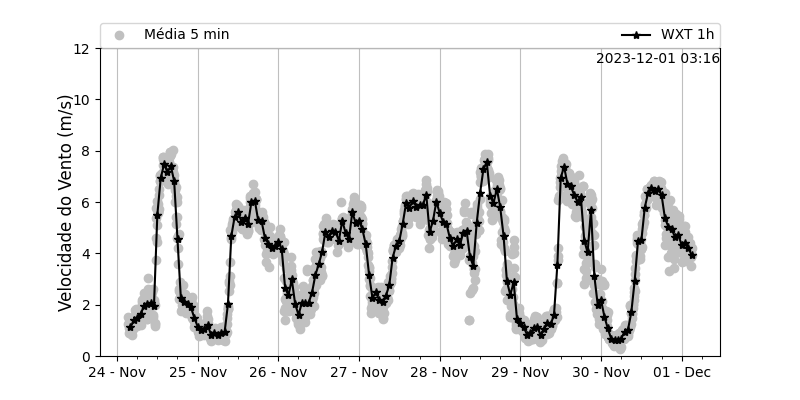 Média 5 min
WXT 1h
2023-12-01 03:16
Velocidade do Vento (m/s)
12
10
8
6
4
2
0
24 - Nov 25 - Nov 26 - Nov 27 - Nov 28 - Nov 29 - Nov 30 - Nov 01 - Dec